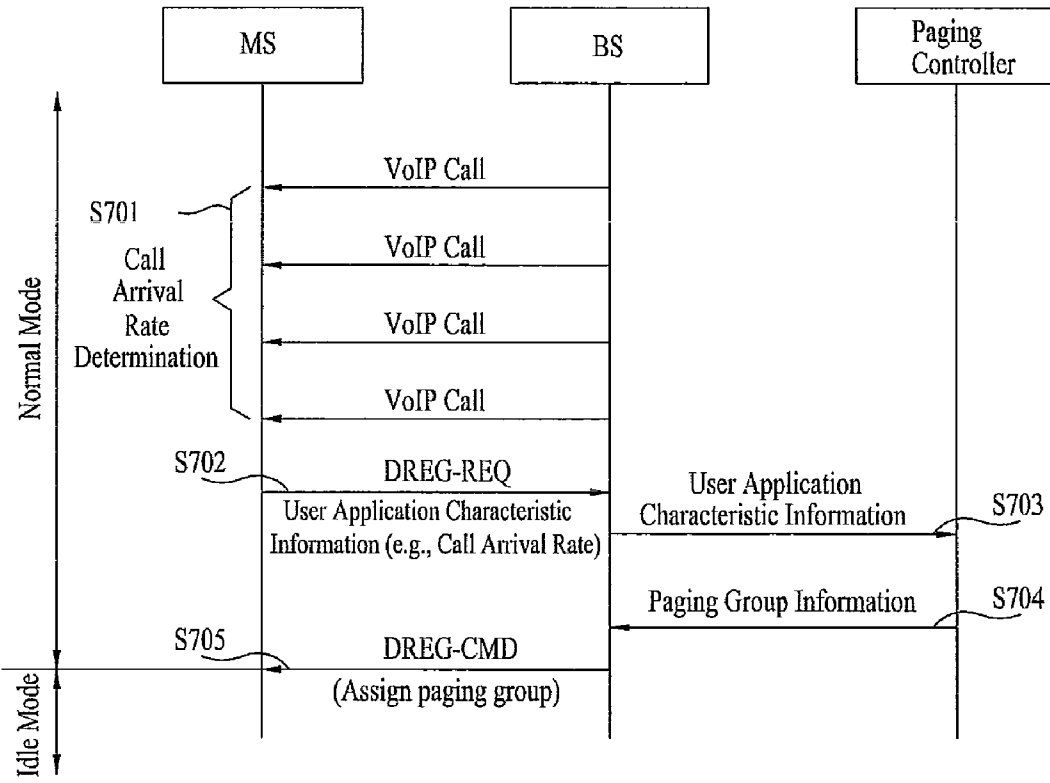 MS
BS
Paging
Controller
Normal Mode
VoIP Call
S701
Call
Arrival
Rate
Determination
VoIP Call
VoIP Call
VoIP Call
S702
DREG-REQ
User Application Characteristic
Information (e.g., Call Arrival Rate)
User Application
Characteristic Information
S703
Paging Group Information
S704
S705
DREG-CMD
(Assign paging group)
Idle Mode